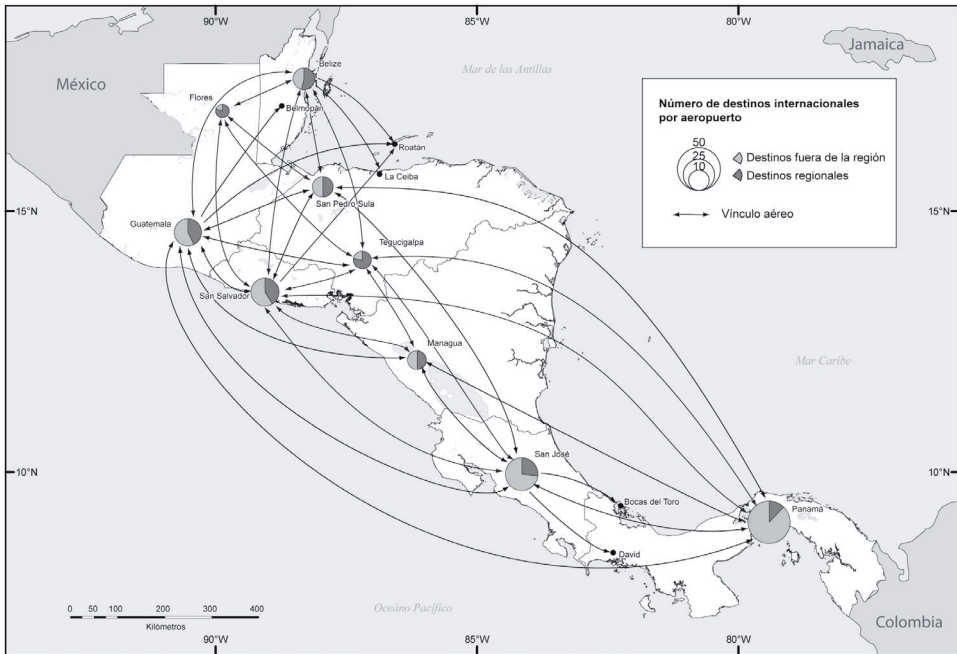 90°W
85°W
80°W
Jamaica
México
Belize
Mar de las Antillas
Número de destinos internacionales
por aeropuerto
50
25
10
Destinos fuera de la región
Destinos regionales
Vínculo aéreo
Flores
Belmopán
Roatán
La Ceiba
San Pedro Sula
15°N
15°N
Guatemala
Tegucigalpa
San Salvador
Managua
Mar Caribe
San José
10°N
10°N
Bocas del Toro
Panamá
David
0 50 100 200 300 400
Kilómetros
Oceáno Pacífico
Colombia
90°W
85°W
80°W